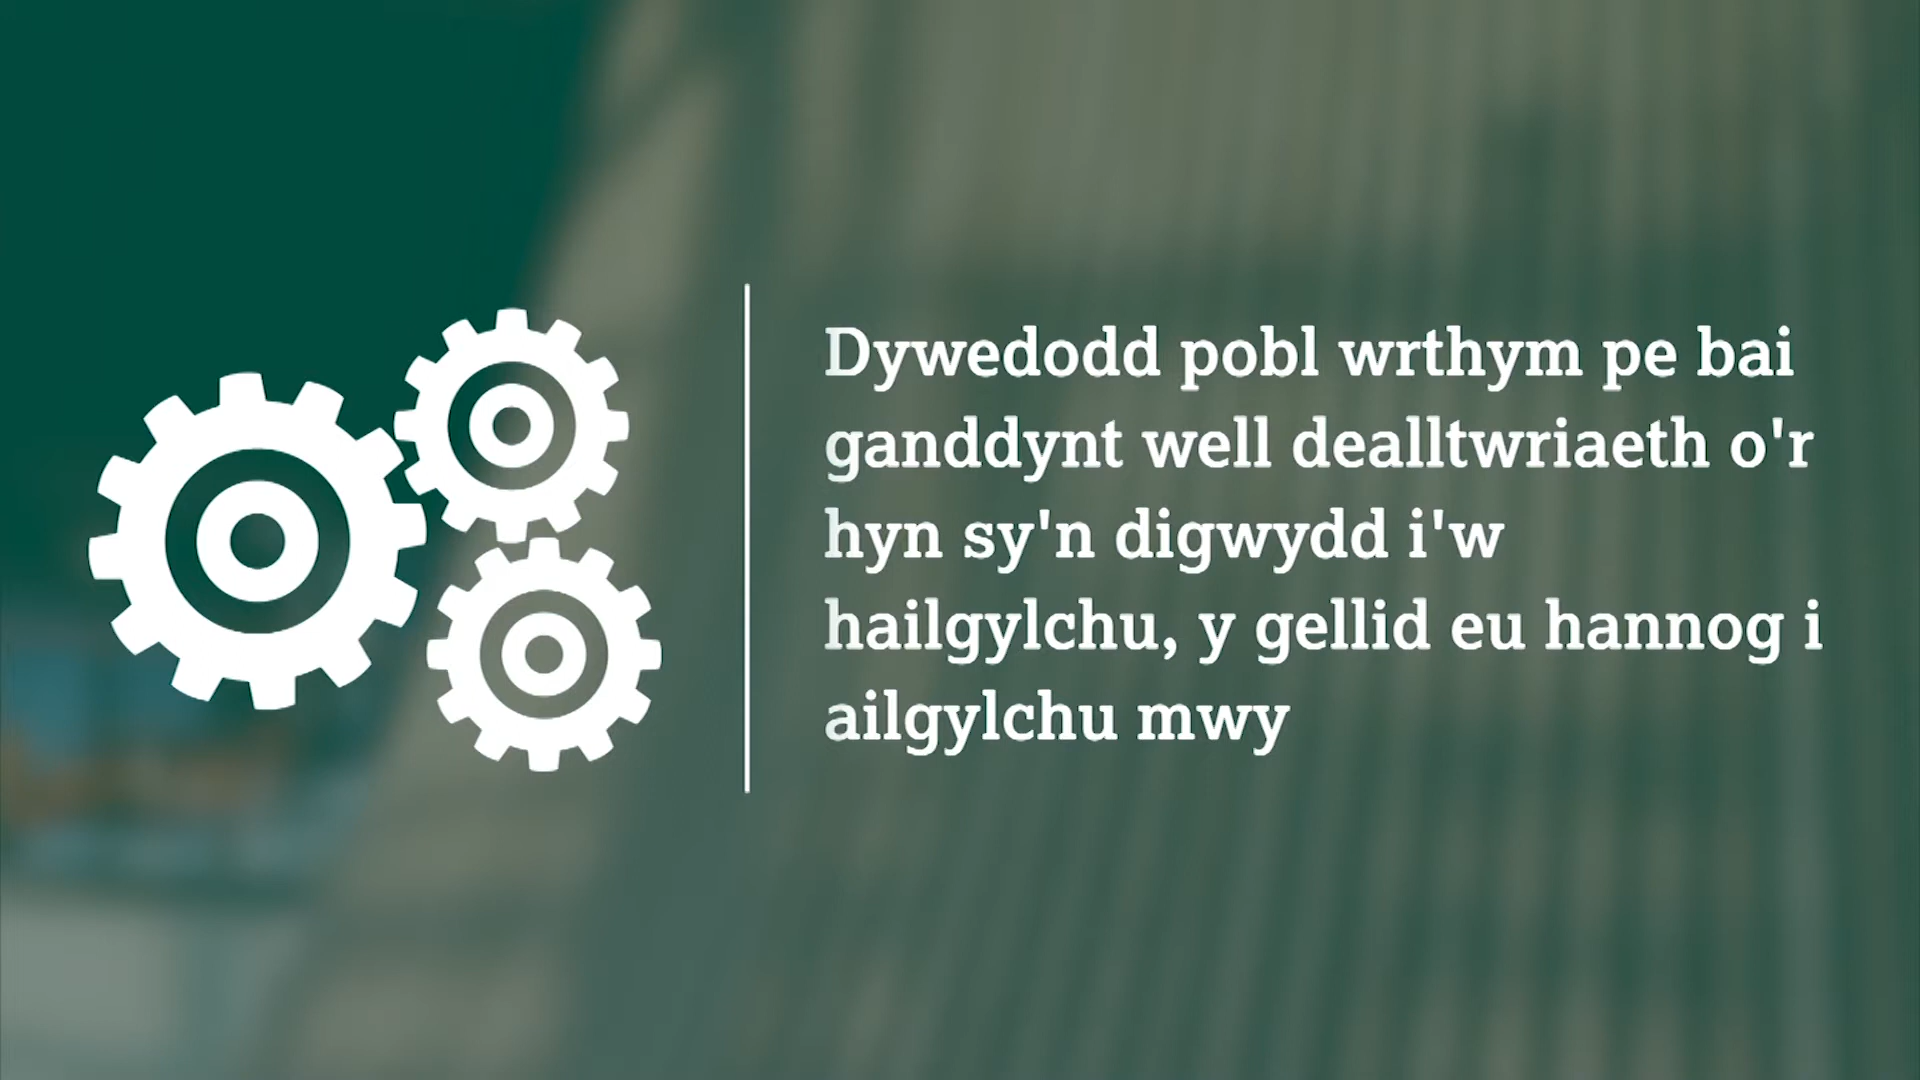 Dywedodd pobl wrthym pe bai
ganddynt well dealltwriaeth o'r
hyn sy'n digwydd i'w
hailgylchu, y gellid eu hannog i
ailgylchu mwy